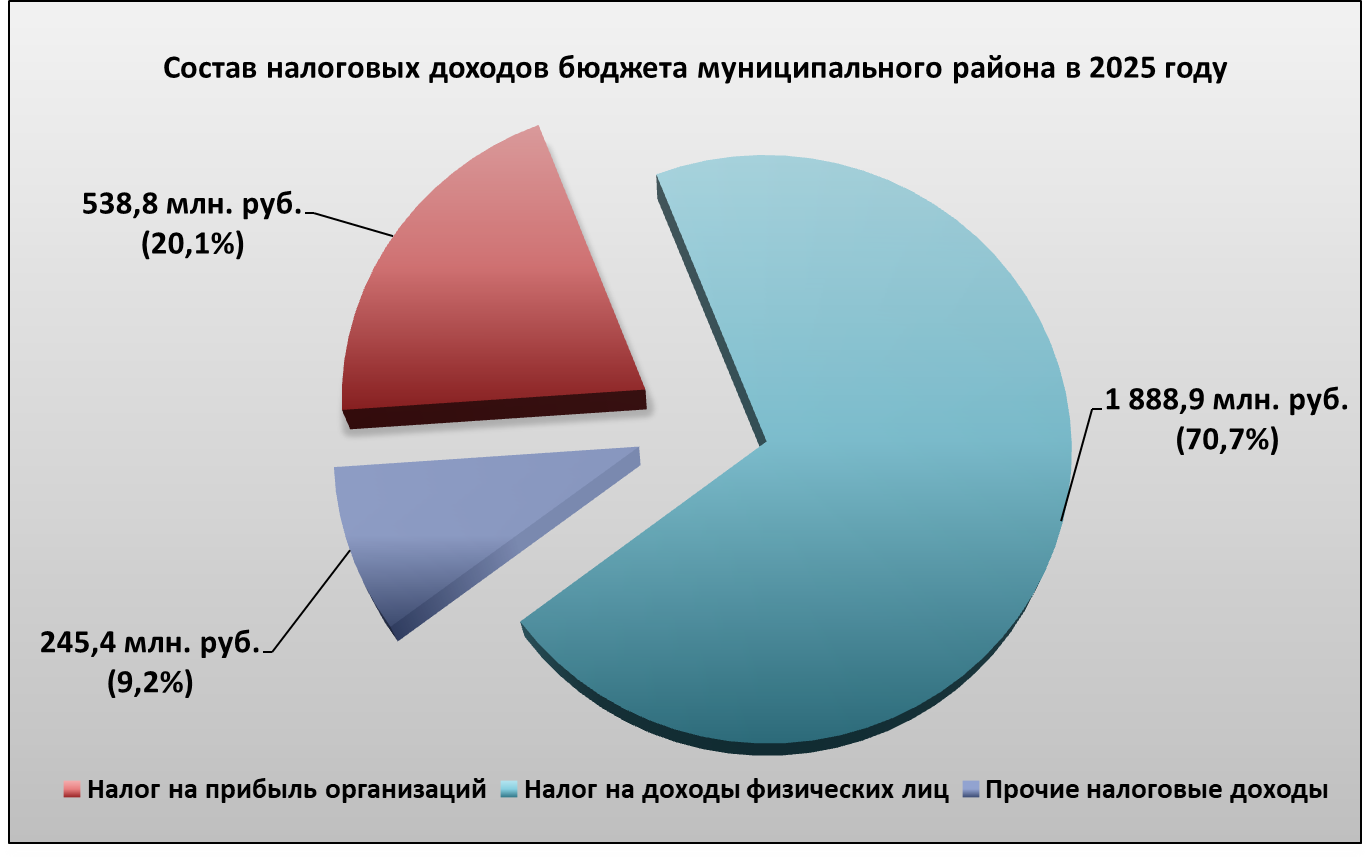 Состав налоговых доходов бюджета муниципального района в 2025 году
538,8 млн. руб.
(20,1%)
1 888,9 млн. руб.
(70,7%)
245,4 млн. руб.
(9,2%)
Налог на прибыль организаций
Налог на доходы физических лиц
Прочие налоговые доходы